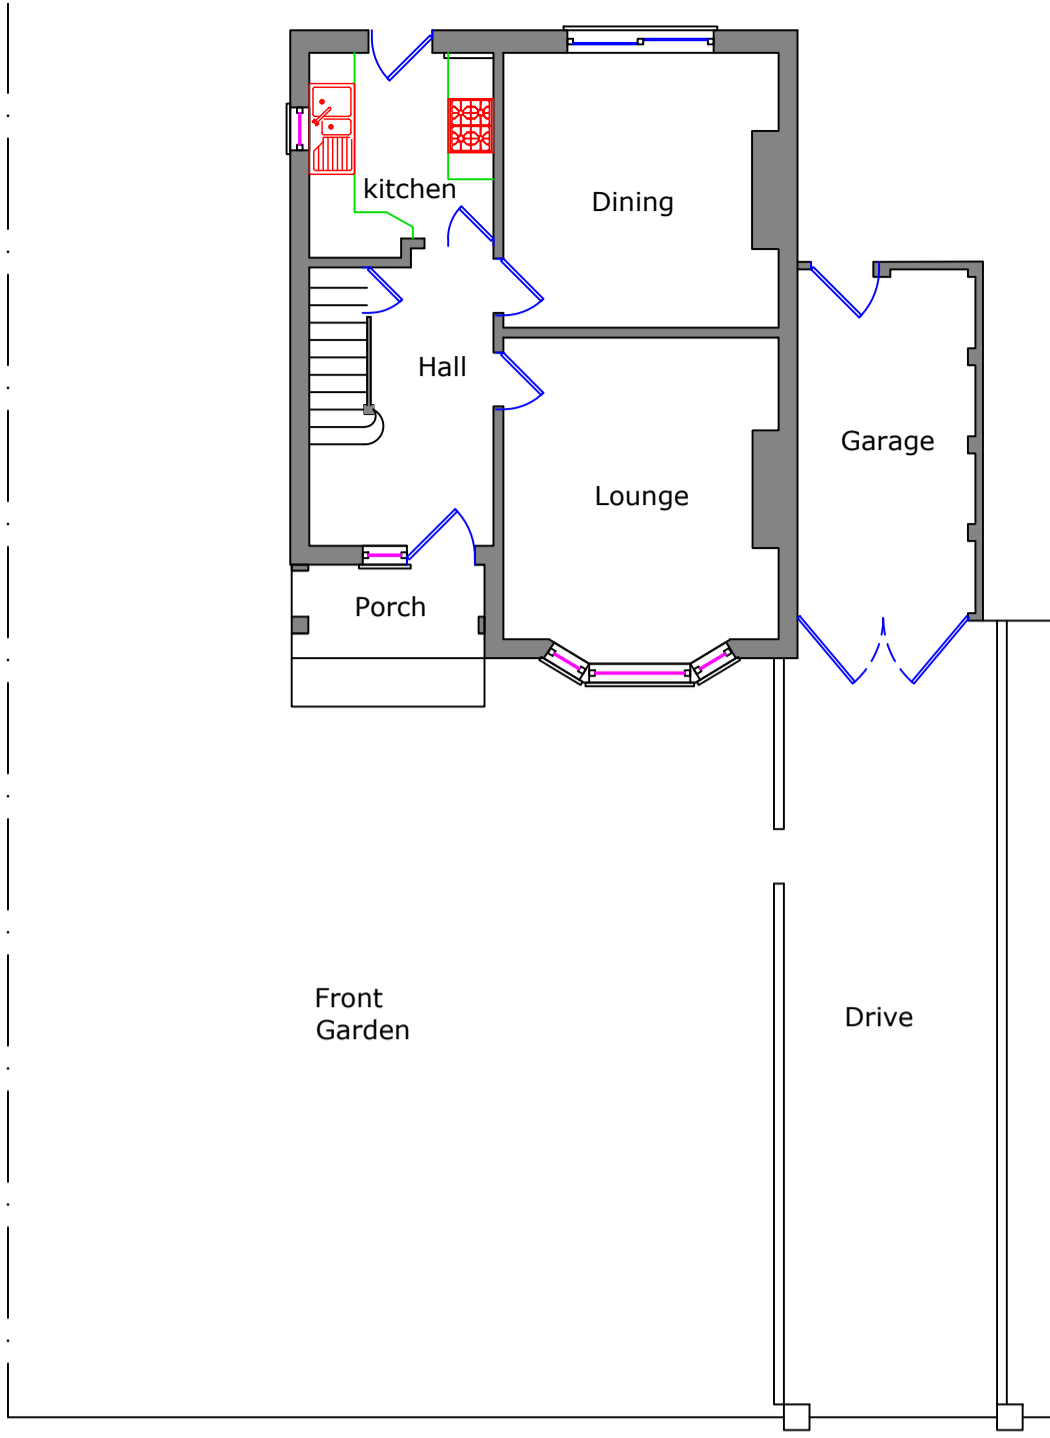 kitchen
Dining
Hall
Garage
Lounge
Porch
Front
Garden
Drive